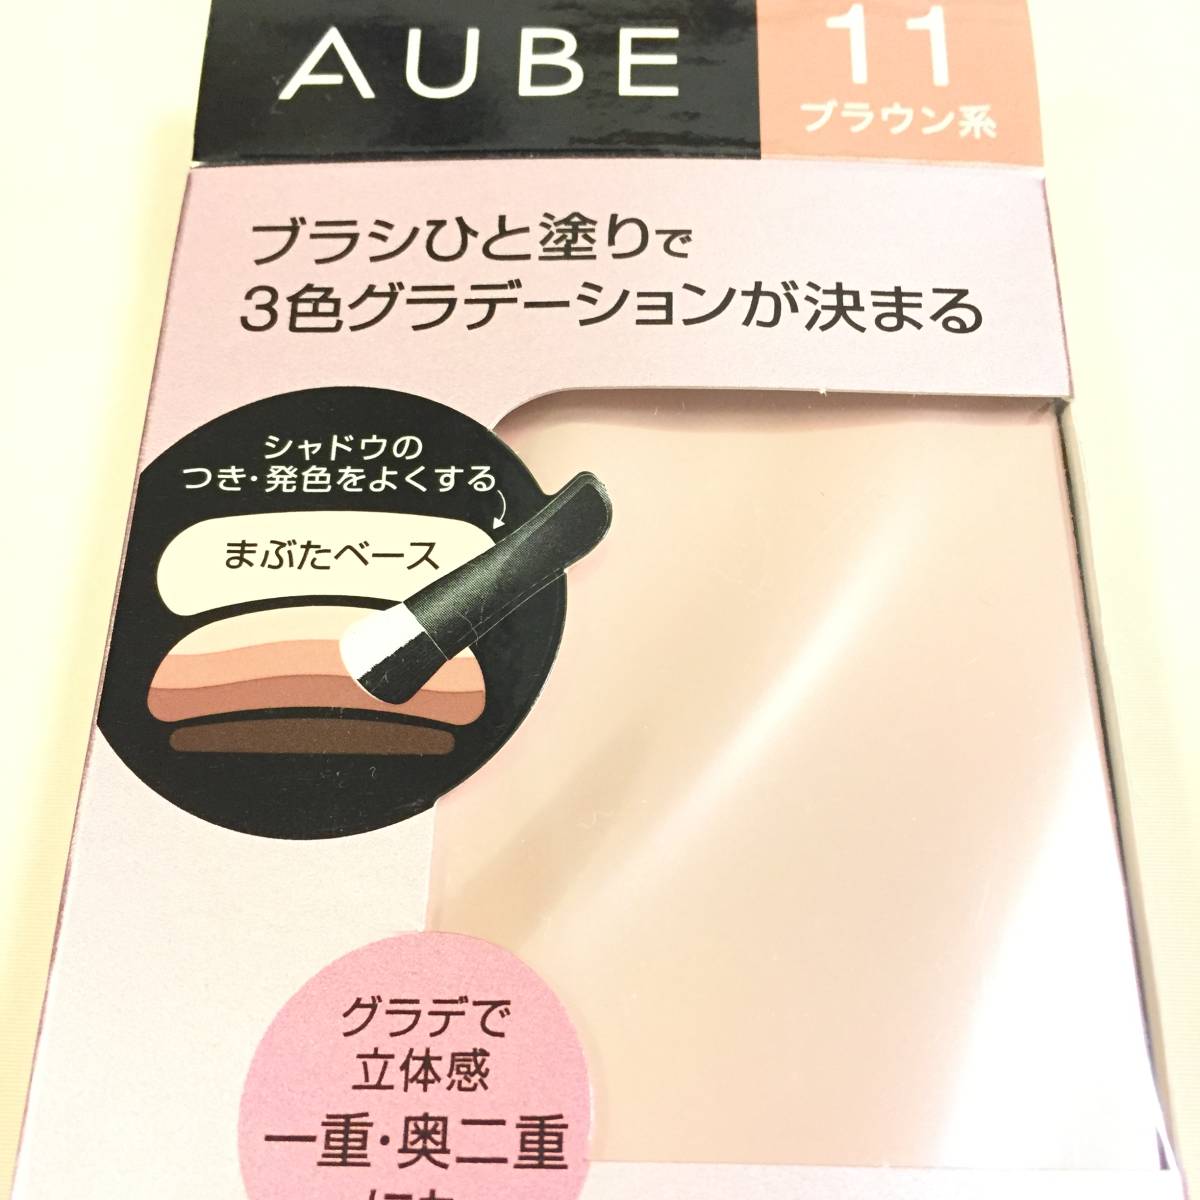 AUBE
11
ブラウン系
ブラシひと塗りで
3色グラデーションが決まる
シャドウの
つき・発色をよくする
まぶたベース
グラデで
立体感
一重・奥二重